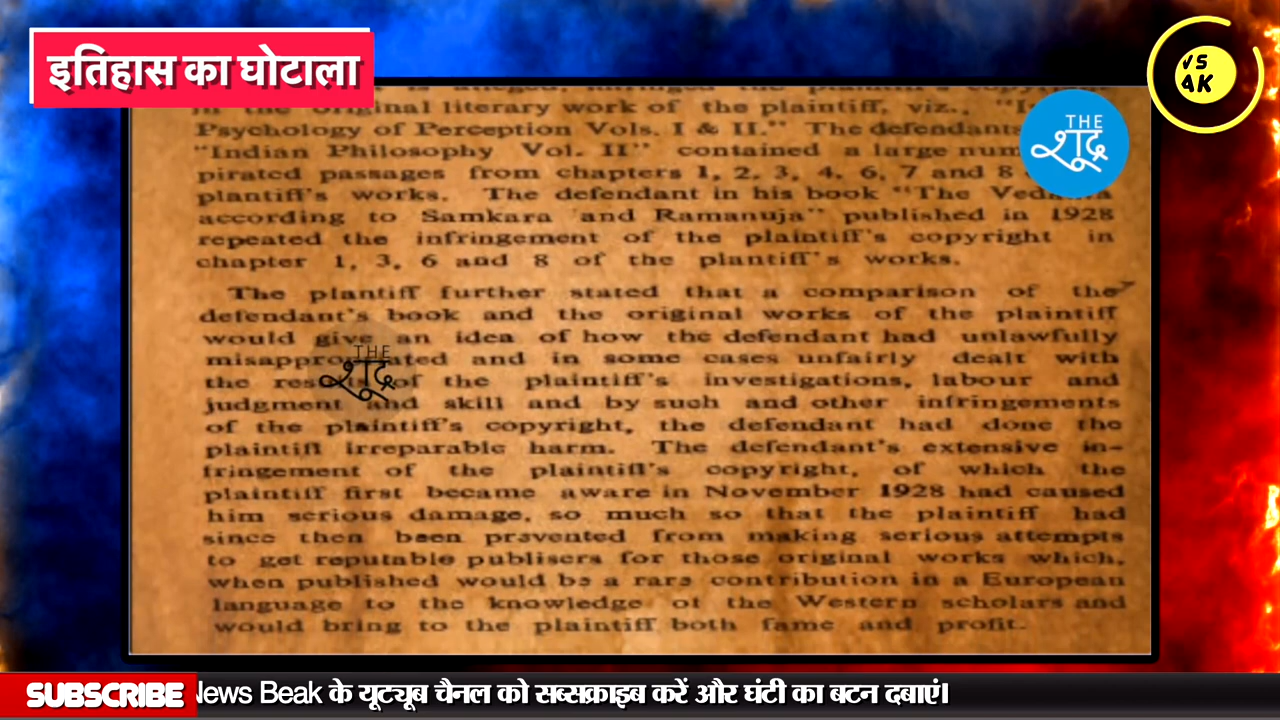 इतिहास का घोटाला
VS
AK
THE
शूद्र
in the original literary work of the plaintiff, viz.,
Psychology of Perception Vols. I & II." The defendants
"Indian Philosophy Vol. II" contained a large num
pirated passages from chapters 1, 2, 3, 4, 6, 7 and 8
plantiff's works. The defendant in his book "The
according to Samkara and Ramanuja" published in 1928
repeated the infringement of the plaintiff's copyright in
chapter 1, 3, 6 and 8 of the plantiff's works.
The plantiff further stated that a comparison of the
defendant's book and the original works of the plaintiff
would give an idea of how the defendant had unlawfully
and in some cases unfairly dealt with
the of the plaintiff's investigations, labour and
judgment and skill and by such and other infringements
of the plaintiff's copyright, the defendant had done the
plaintiff irreparable harm. The defendant's extensive in-
fringement of the plaintiff's copyright, of which the
plaintiff first became aware in November 1928 had caused
him serious damage, so much so that the plaintiff had
since then been pravented from making serious attempts
to get reputable publisers for those original works which,
when published would be a rare contribution in a European
language to the knowledge of the Western scholars and
would bring to the plaintiff both fame and profit.
THE
शूद्र
SUBSCRIBE News Beak के यूट्यूब चैनल को सब्सक्राइब करें और घंटी का बटन दबाएं।